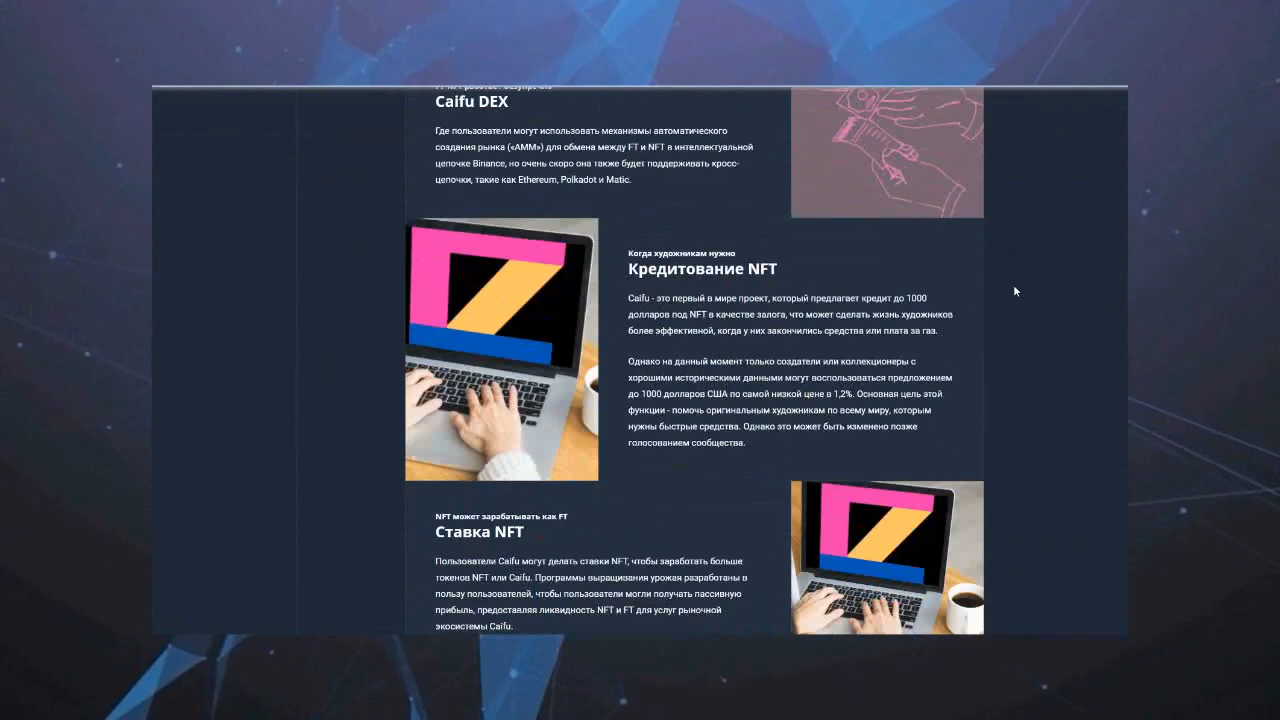 Caifu DEX
Где пользователи могут использовать механизмы автоматического
создания рынка («АММ») для обмена между FT и NFT в интеллектуальной
цепочке Binance, но очень скоро она также будет поддерживать кросс-
цепочки, такие как Ethereum, Polkadot и Matic.
Когда художникам нужно
Кредитование NFT
Caifu - это первый в мире проект, который предлагает кредит до 1000
долларов под NFT в качестве залога, что может сделать жизнь художников
более эффективной, когда у них закончились средства или плата за газ.
Однако на данный момент только создатели или коллекционеры с
хорошими историческими данными могут воспользоваться предложением
до 1000 долларов США по самой низкой цене в 1,2%. Основная цель этой
функции - помочь оригинальным художникам по всему миру, которым
нужны быстрые средства. Однако это может быть изменено позже
голосованием сообщества.
NFT может зарабатывать как FT
Ставка NFT
Пользователи Caifu могут делать ставки NFT, чтобы заработать больше
токенов NFT или Caifu. Программы выращивания урожая разработаны в
пользу пользователей, чтобы пользователи могли получать пассивную
прибыль, предоставляя ликвидность NFT и FT для услуг рыночной
экосистемы Caifu.